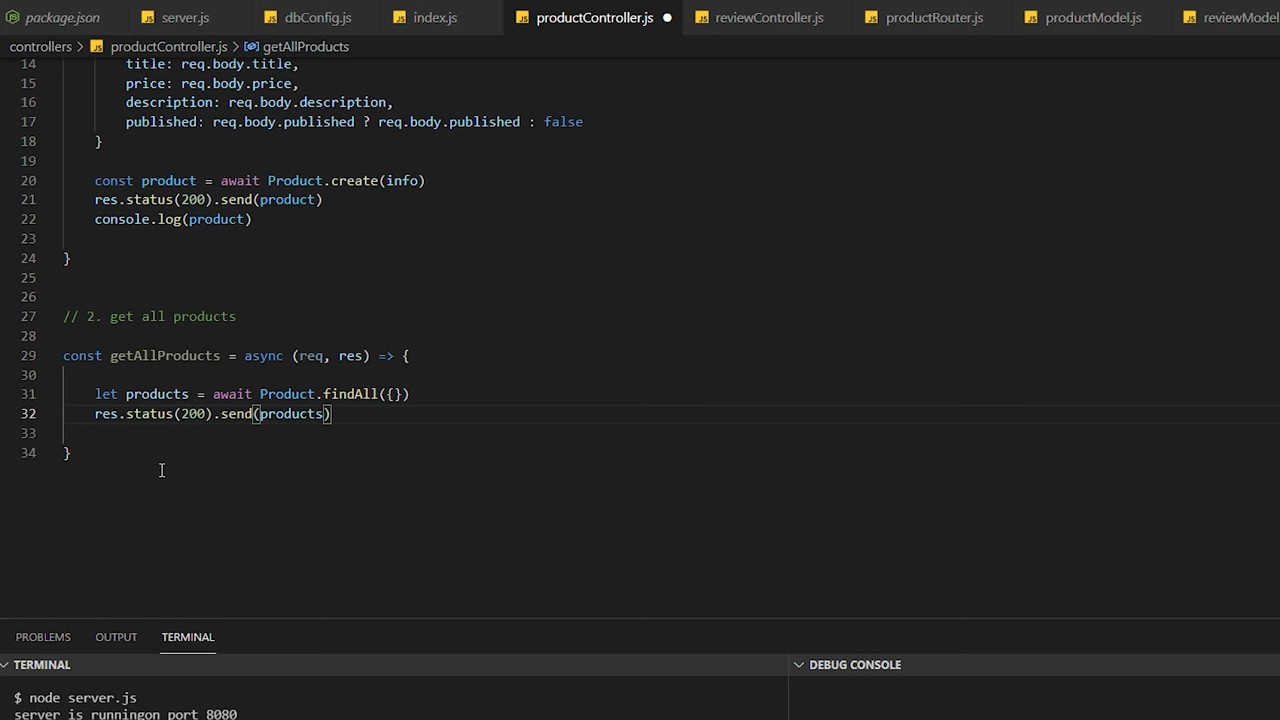 package.json server.js dbConfig.js index.js productController.js reviewController.js productRouter.js productModel.js reviewModel
controllers > productController.js > getAllProducts
14 title: req.body.title,
15 price: req.body.price,
16 description: req.body.description,
17 published: req.body.published ? req.body.published : false
18 }
19
20 const product = await Product.create(info)
21 res.status(200).send(product)
22 console.log(product)
23
24 }
25
26
27 // 2. get all products
28
29 const getAllProducts = async (req, res) => {
30
31 let products = await Product.findAll({})
32 res.status(200).send(products)
33
34 }
PROBLEMS OUTPUT TERMINAL
TERMINAL DEBUG CONSOLE
$ node server.js
server is runningon port 8080